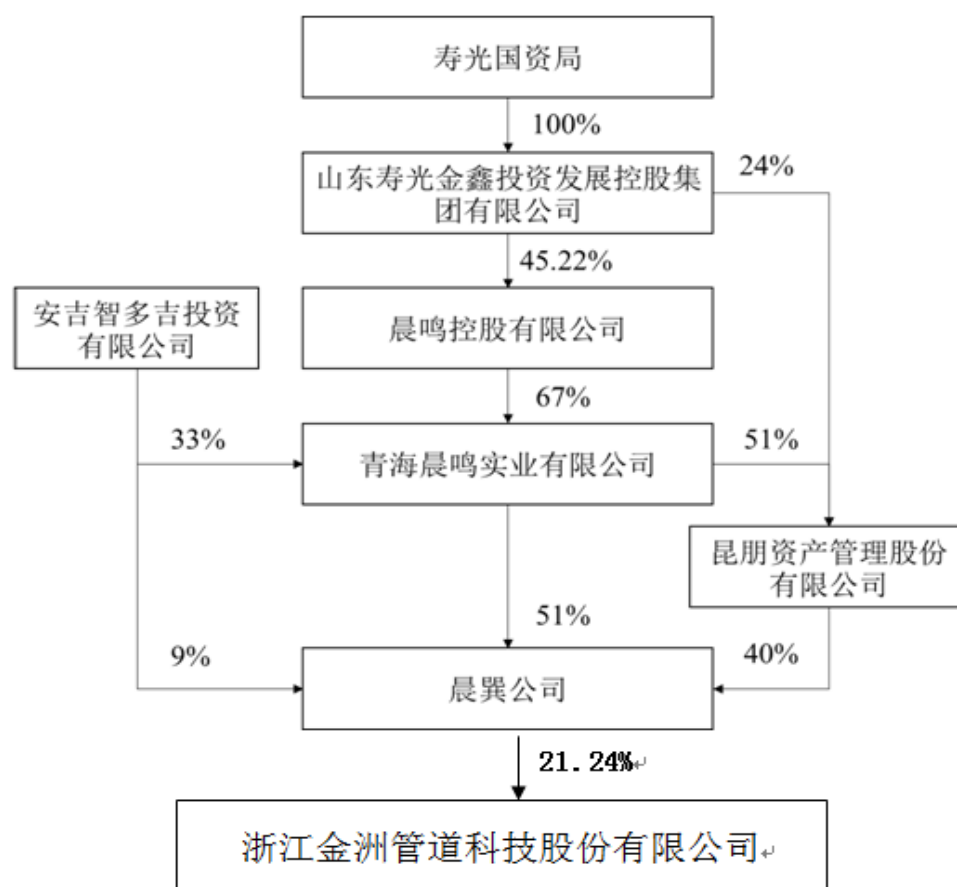 寿光国资局
100%
山东寿光金鑫投资发展控股集
团有限公司
24%
45.22%
安吉智多吉投资
有限公司
晨鸣控股有限公司
67%
33%
青海晨鸣实业有限公司
51%
昆朋资产管理股份
有限公司
51%
9%
40%
晨巽公司
21.24%
浙江金洲管道科技股份有限公司